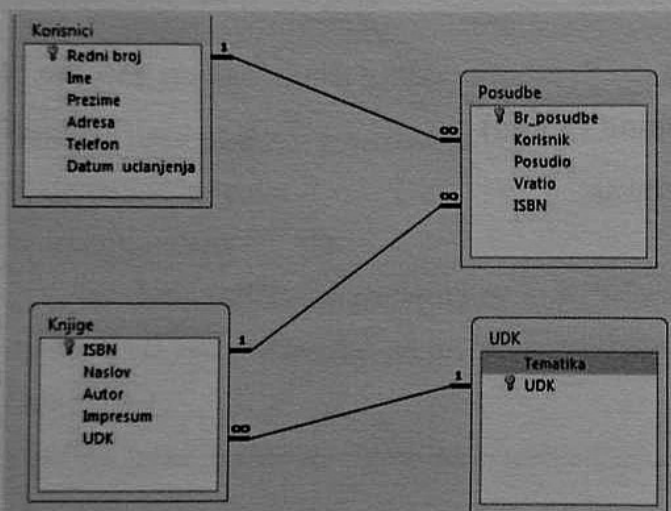 Korisnici
Redni broj
Ime
Prezime
Adresa
Telefon
Datum uclanjenja
1
Posudbe
Br_posudbe
Korisnik
Posudio
Vratio
ISBN
∞
∞
Knjige
ISBN
Naslov
Autor
Impresum
UDK
1
∞
UDK
Tematika
UDK
1